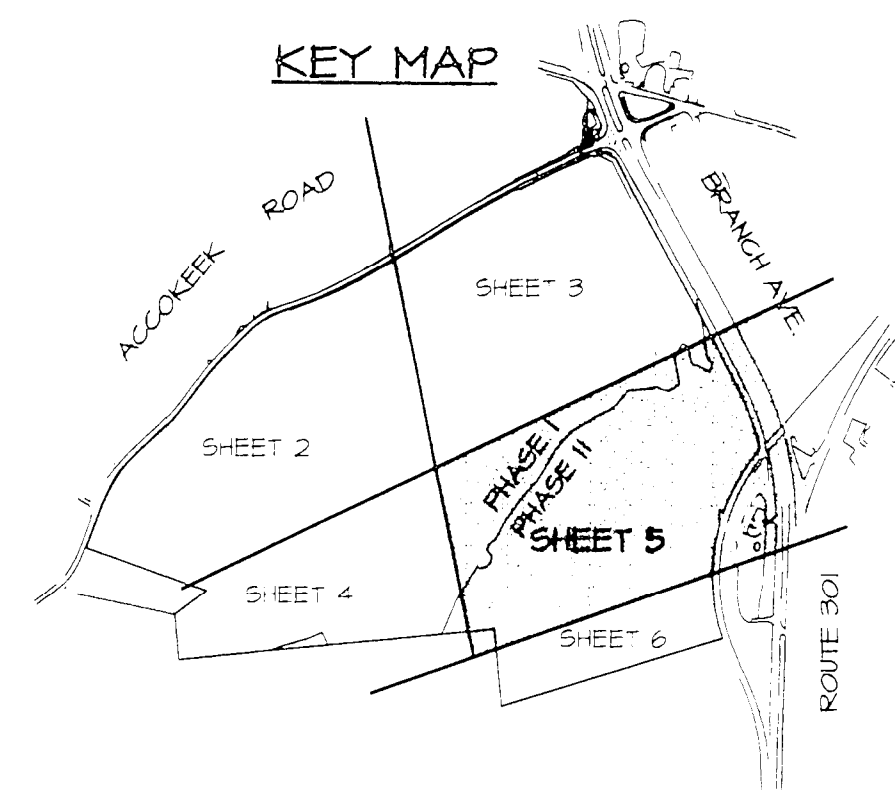 KEY MAP
ACCOKEEK ROAD
BRANCH AVE.
SHEET 3
SHEET 2
PHASE I
PHASE II
SHEET 5
SHEET 4
SHEET 6
ROUTE 301